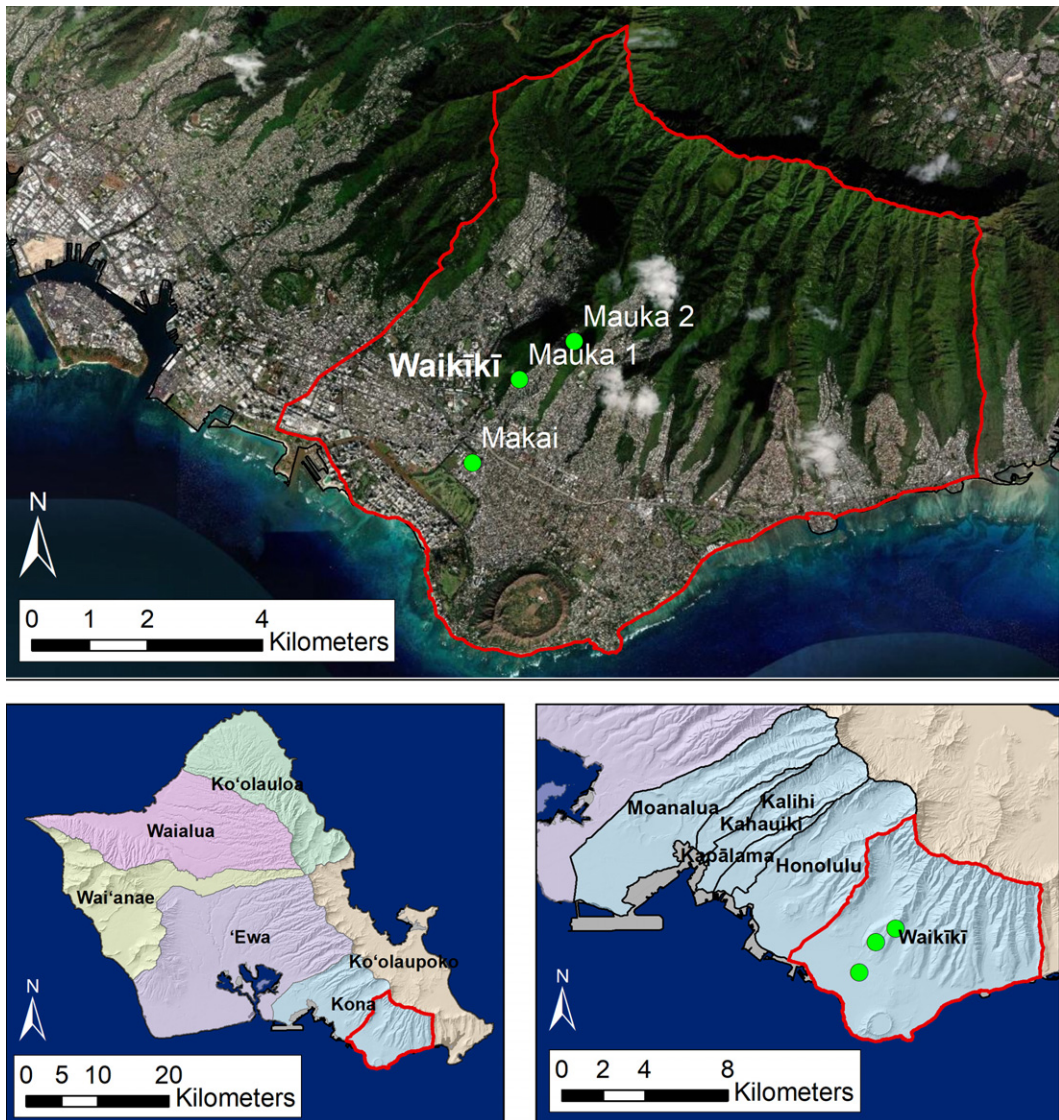 Mauka 2
Mauka 1
Waikīkī
Makai
N
0 1 2 4
Kilometers
Koʻolauloa
Waialua
Waiʻanae
ʻEwa
Koʻolaupoko
Kona
N
0 5 10 20
Kilometers
Moanalua
Kalihi
Kahauiki
Kapālama
Honolulu
Waikīkī
N
0 2 4 8
Kilometers